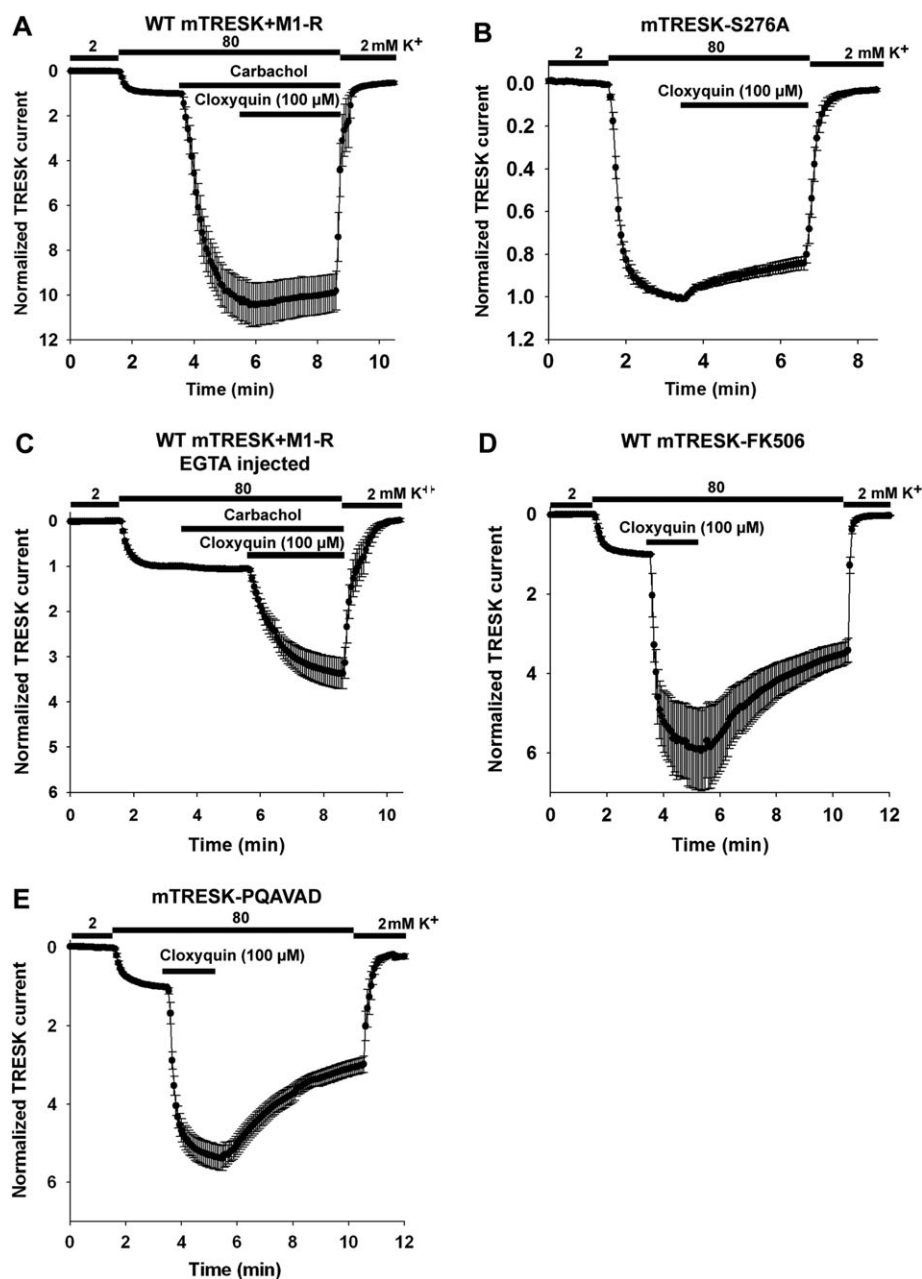 A
WT mTRESK+M1-R
2
80
2 mM K+
Carbachol
Cloxyquin (100 µM)
Normalized TRESK current
0
2
4
6
8
10
12
0 2 4 6 8 10
Time (min)
B
mTRESK-S276A
2
80
2 mM K+
Cloxyquin (100 µM)
Normalized TRESK current
0.0
0.2
0.4
0.6
0.8
1.0
1.2
0 2 4 6 8
Time (min)
C
WT mTRESK+M1-R
EGTA injected
2
80
2 mM K+
Carbachol
Cloxyquin (100 µM)
Normalized TRESK current
0
1
2
3
4
5
6
0 2 4 6 8 10
Time (min)
D
WT mTRESK-FK506
2
80
2 mM K+
Cloxyquin (100 µM)
Normalized TRESK current
0
2
4
6
0 2 4 6 8 10 12
Time (min)
E
mTRESK-PQAVAD
2
80
2mM K+
Cloxyquin (100 µM)
Normalized TRESK current
0
2
4
6
0 2 4 6 8 10 12
Time (min)